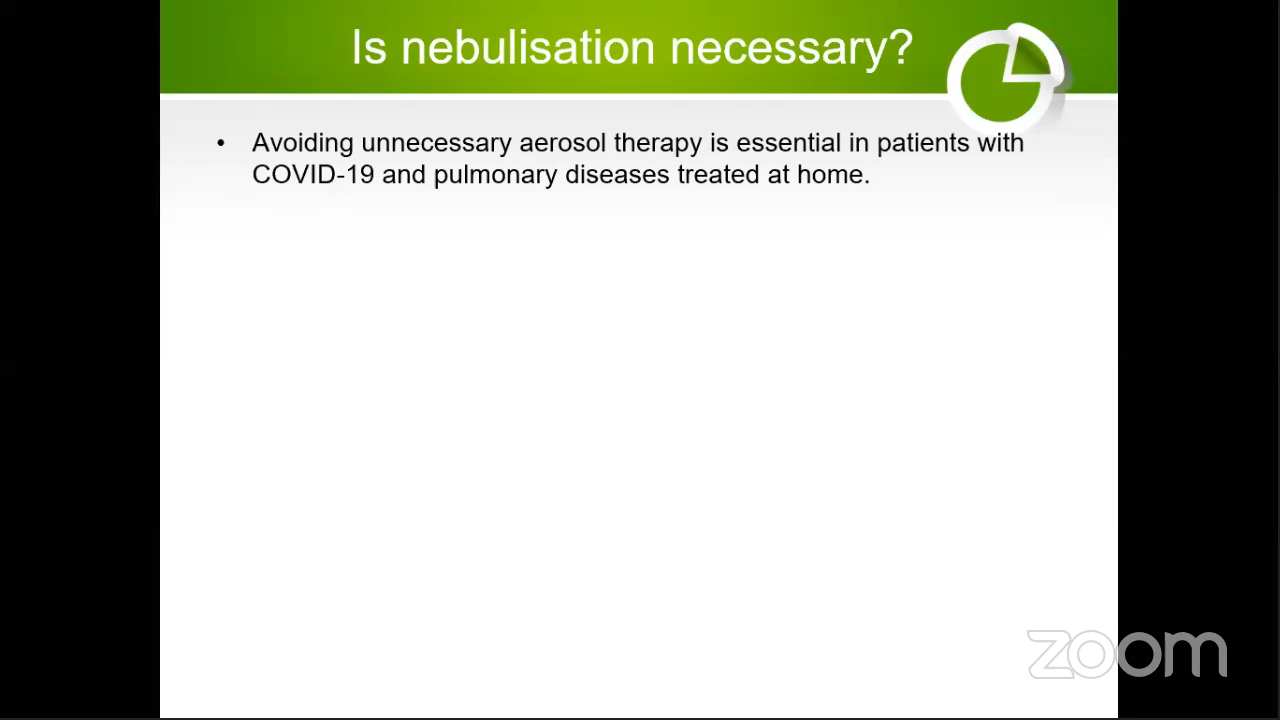 Is nebulisation necessary?
• Avoiding unnecessary aerosol therapy is essential in patients with
COVID-19 and pulmonary diseases treated at home.
zoom